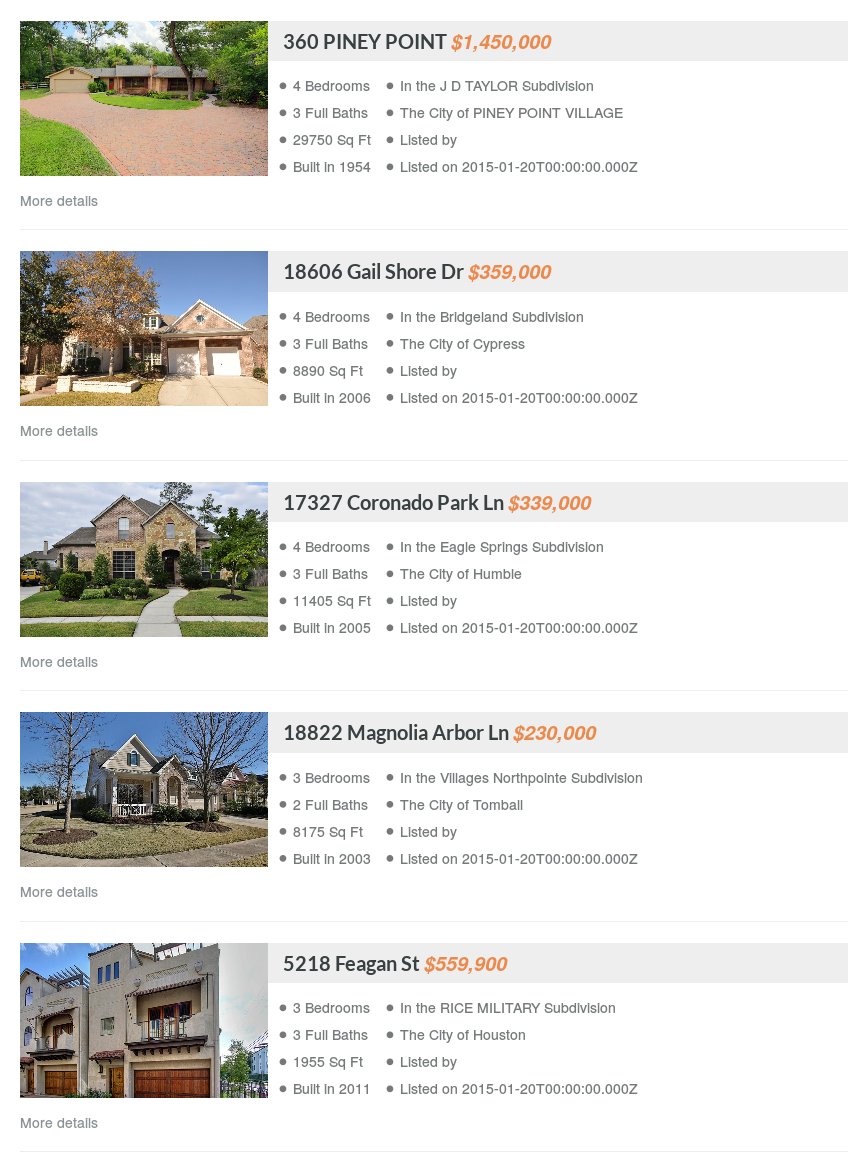 360 PINEY POINT $1,450,000
4 Bedrooms
In the J D TAYLOR Subdivision
3 Full Baths
The City of PINEY POINT VILLAGE
29750 Sq Ft
Listed by
Built in 1954
Listed on 2015-01-20T00:00:00.000Z
More details
18606 Gail Shore Dr $359,000
4 Bedrooms
In the Bridgeland Subdivision
3 Full Baths
The City of Cypress
8890 Sq Ft
Listed by
Built in 2006
Listed on 2015-01-20T00:00:00.000Z
More details
17327 Coronado Park Ln $339,000
4 Bedrooms
In the Eagle Springs Subdivision
3 Full Baths
The City of Humble
11405 Sq Ft
Listed by
Built in 2005
Listed on 2015-01-20T00:00:00.000Z
More details
18822 Magnolia Arbor Ln $230,000
3 Bedrooms
In the Villages Northpointe Subdivision
2 Full Baths
The City of Tomball
8175 Sq Ft
Listed by
Built in 2003
Listed on 2015-01-20T00:00:00.000Z
More details
5218 Feagan St $559,900
3 Bedrooms
In the RICE MILITARY Subdivision
3 Full Baths
The City of Houston
1955 Sq Ft
Listed by
Built in 2011
Listed on 2015-01-20T00:00:00.000Z
More details